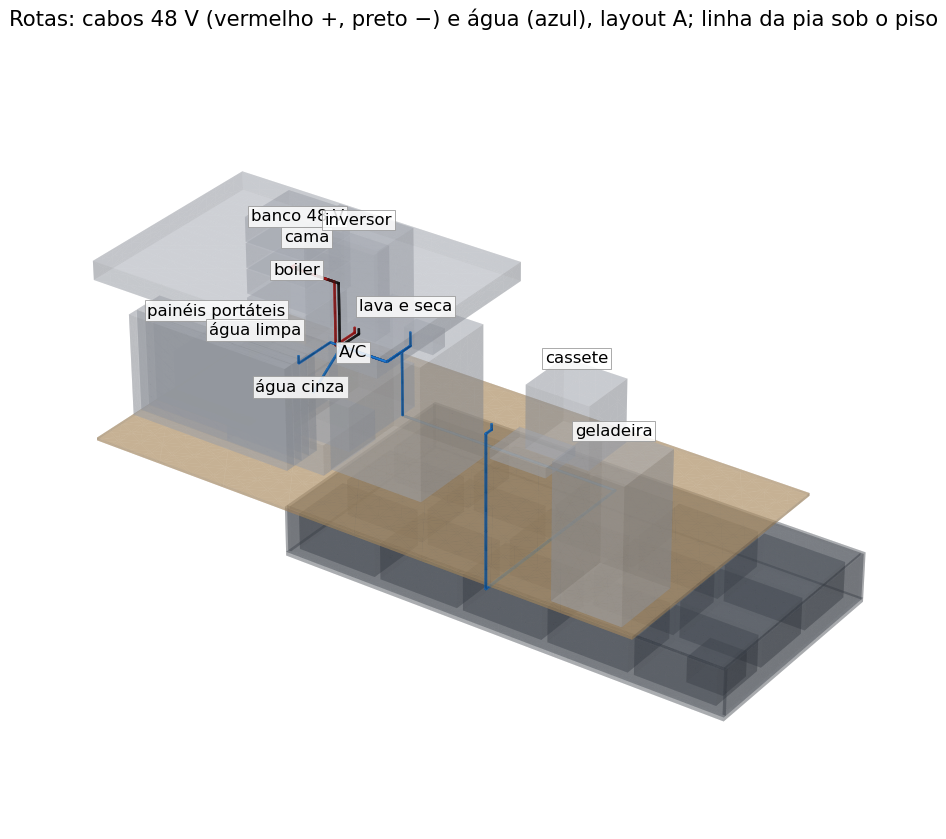 Rotas: cabos 48 V (vermelho +, preto −) e água (azul), layout A; linha da pia sob o piso
banco 48 V
inversor
cama
boiler
painéis portáteis
lava e seca
água limpa
A/C
cassete
água cinza
geladeira